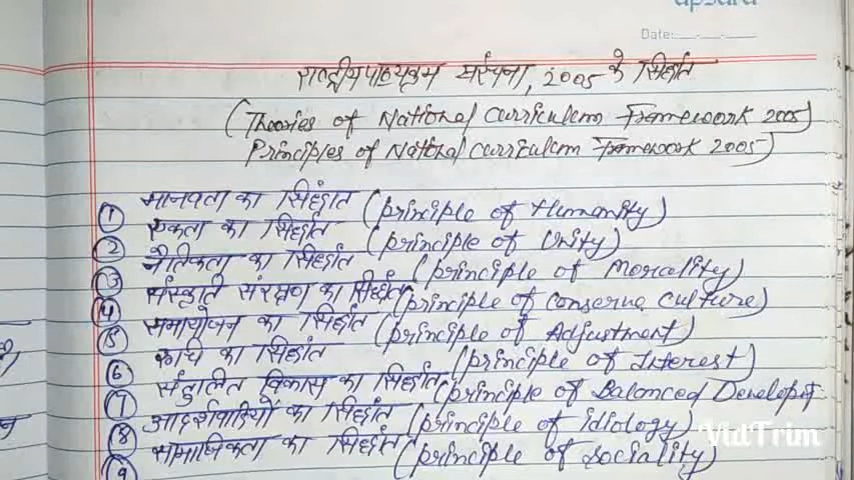 apsara
Date:
राष्ट्रीय पाठ्यक्रम संरचना, 2005 के सिद्धांत
(Theories of National Curriculum Framework 2005)
Principles of National Curriculum Framework 2005)
① मानवता का सिद्धांत (principle of Humanity)
② एकता का सिद्धांत (principle of Unity)
③ नैतिकता का सिद्धांत (principle of Morality)
④ संस्कृति संरक्षण का सिद्धांत (principle of conserve culture)
⑤ समायोजन का सिद्धांत (principle of Adjustment)
⑥ रूचि का सिद्धांत (principle of Interest)
⑦ संतुलित विकास का सिद्धांत (principle of Balanced Develop
⑧ आदर्शवादियों का सिद्धांत (principle of idiology)
⑨ सामाजिकता का सिद्धांत (principle of sociality)
VidTrim